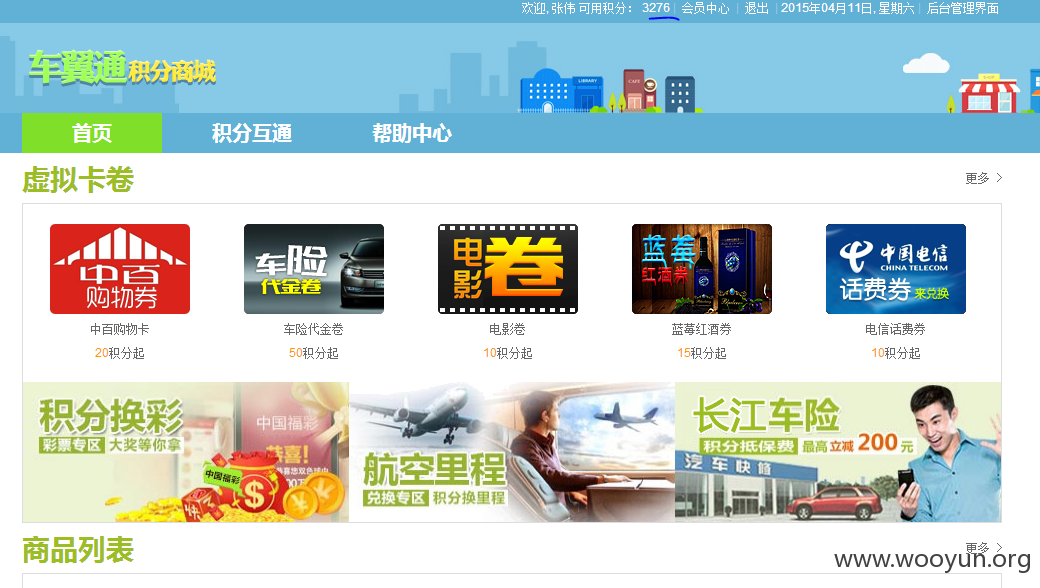 欢迎, 张伟 可用积分： 3276 | 会员中心 | 退出 | 2015年04月11日, 星期六 | 后台管理界面
车翼通积分商城
LIBRARY
CAFE
首页 积分互通 帮助中心
虚拟卡卷
更多 >
中百
购物券
车险
代金卷
电影卷
蓝莓
红酒券
中国电信
CHINA TELECOM
话费券 来兑换
中百购物卡 车险代金卷 电影卷 蓝莓红酒券 电信话费券
20积分起 50积分起 10积分起 15积分起 10积分起
积分换彩
彩票专区 大奖等你拿
中国福彩
恭喜!
中国福彩
航空里程
兑换专区 积分换里程
长江车险
积分抵保费 最高立减200元
汽车快修
商品列表
更多 >
www.wooyun.org